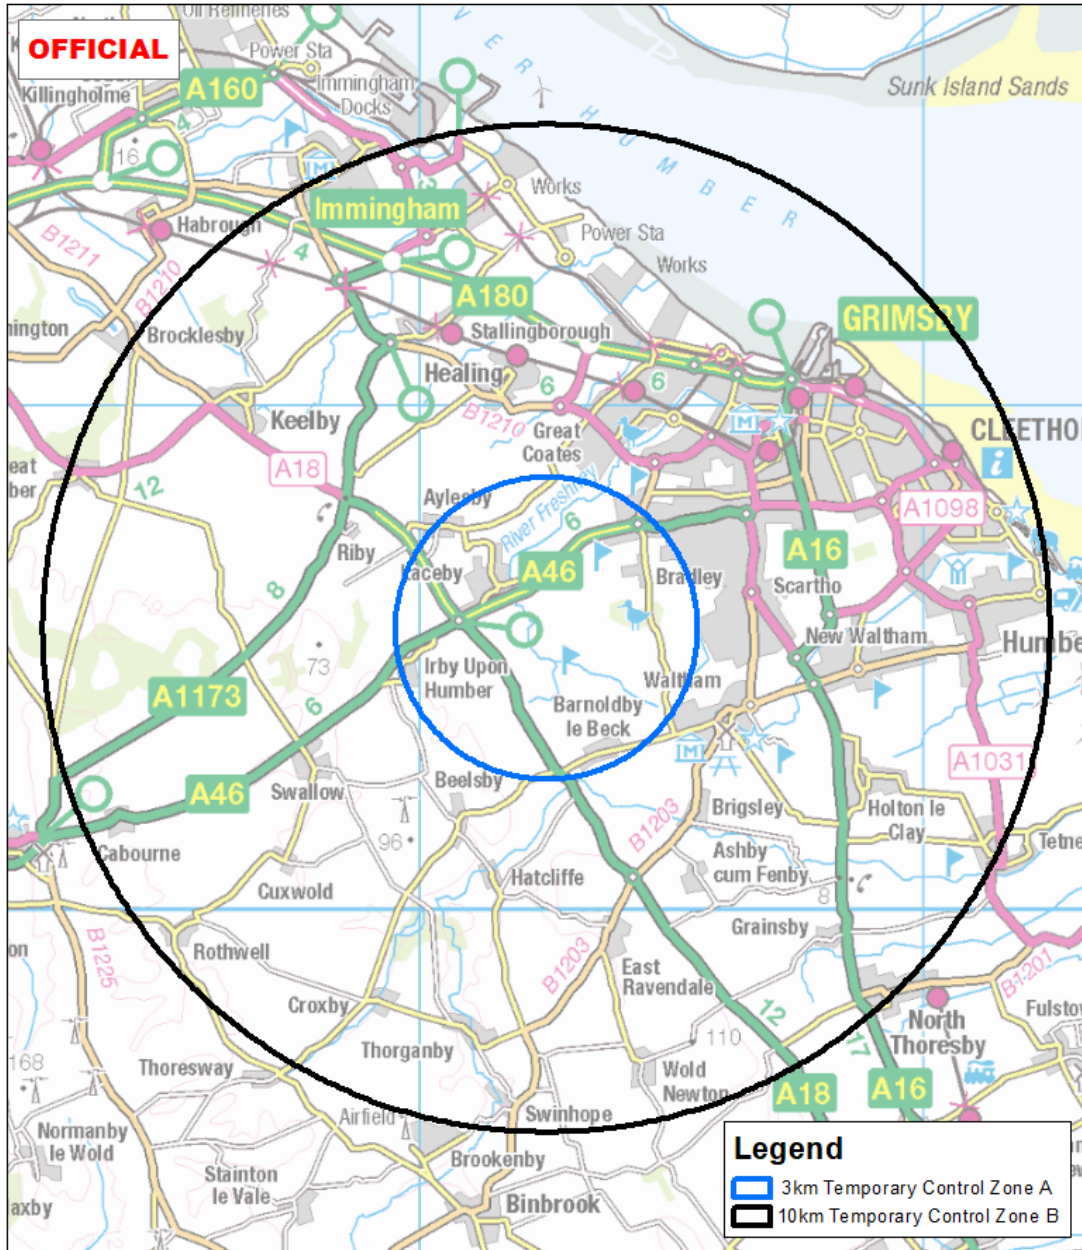 Oil Refineries
OFFICIAL
Power Sta
Killingholme
A160
Immingham
Docks
Sunk Island Sands
V E R
H U M B E R
4
16
3
Works
Immingham
Habrough
B1211
4
Power Sta
B1210
Works
A180
GRIMSBY
Brocklesby
Stallingborough
Healing
6
6
Keelby
B1210
Great
Coates
CLEETHO
A18
12
Aylesby
River Freshney
6
A1098
Riby
Laceby
A46
A16
Bradley
Scartho
8
73
New Waltham
Humbe
Irby Upon
Humber
Waltham
A1173
6
Barnoldby
le Beck
A1031
A46
Swallow
Beelsby
B1203
Brigsley
Holton le
Clay
Tetne
Cabourne
96
Ashby
cum Fenby
8
Cuxwold
Hatcliffe
Grainsby
Rothwell
B1225
B1203
East
Ravendale
B1201
Croxby
12
17
North
Thoresby
Fulstow
110
168
Thoresway
Thorganby
Wold
Newton
A18
A16
Airfield
Swinhope
Normanby
le Wold
Stainton
le Vale
Brookenby
Binbrook
Legend
3km Temporary Control Zone A
10km Temporary Control Zone B